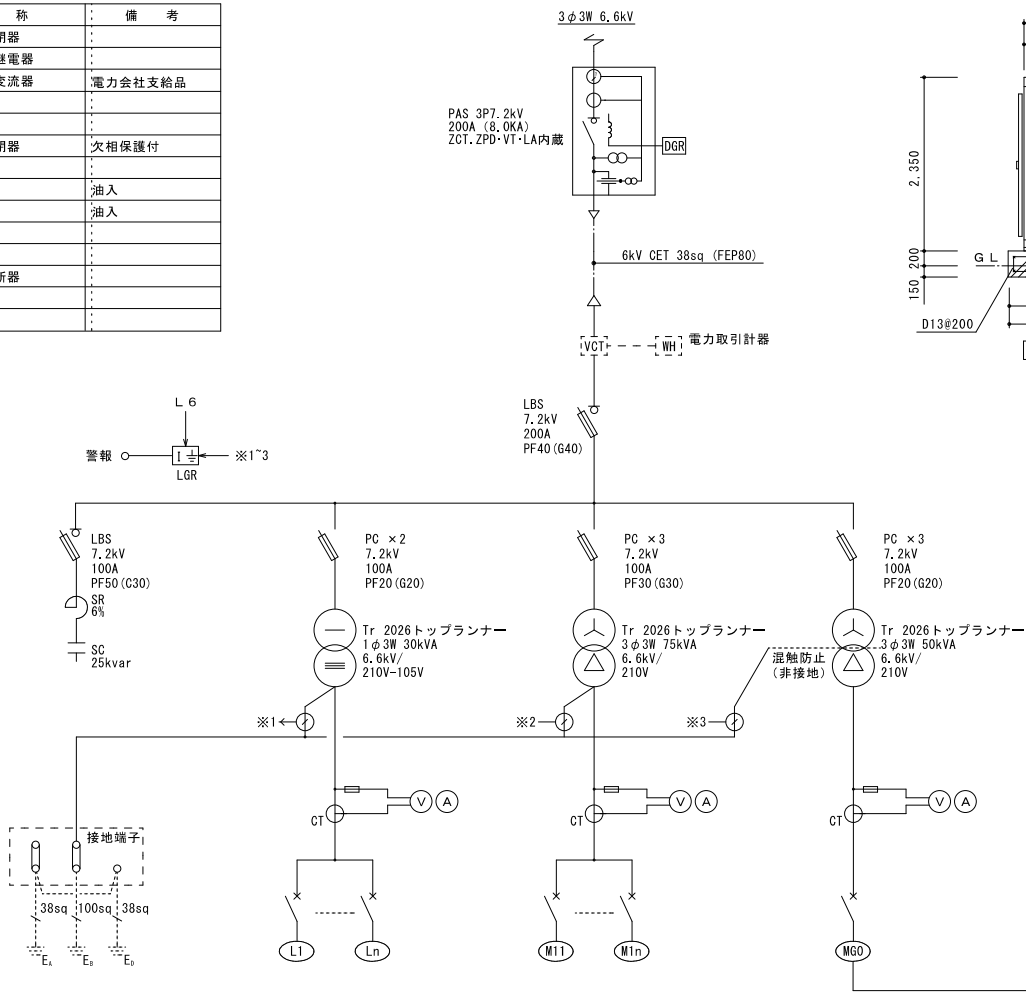 称 備 考
閉器
継電器
変流器 電力会社支給品
閉器 欠相保護付
油入
油入
断器
3φ3W 6.6kV
PAS 3P7.2kV
200A (8.0KA)
ZCT.ZPD・VT・LA内蔵
DGR
6kV CET 38sq (FEP80)
VCT
WH
電力取引計器
LBS
7.2kV
200A
PF40(G40)
2,350
200
150
G L
D13@200
L 6
警報
I
※1~3
LGR
LBS
7.2kV
100A
PF50(C30)
SR
6%
SC
25kvar
PC ×2
7.2kV
100A
PF20(G20)
Tr 2026トップランナー
1φ3W 30kVA
6.6kV/
210V-105V
PC ×3
7.2kV
100A
PF30(G30)
Tr 2026トップランナー
3φ3W 75kVA
6.6kV/
210V
PC ×3
7.2kV
100A
PF20(G20)
Tr 2026トップランナー
3φ3W 50kVA
6.6kV/
210V
混触防止
(非接地)
※1
※2
※3
CT
V
A
CT
V
A
CT
V
A
接地端子
38sq
100sq
38sq
EA
EB
ED
L1
Ln
M11
M1n
MG0